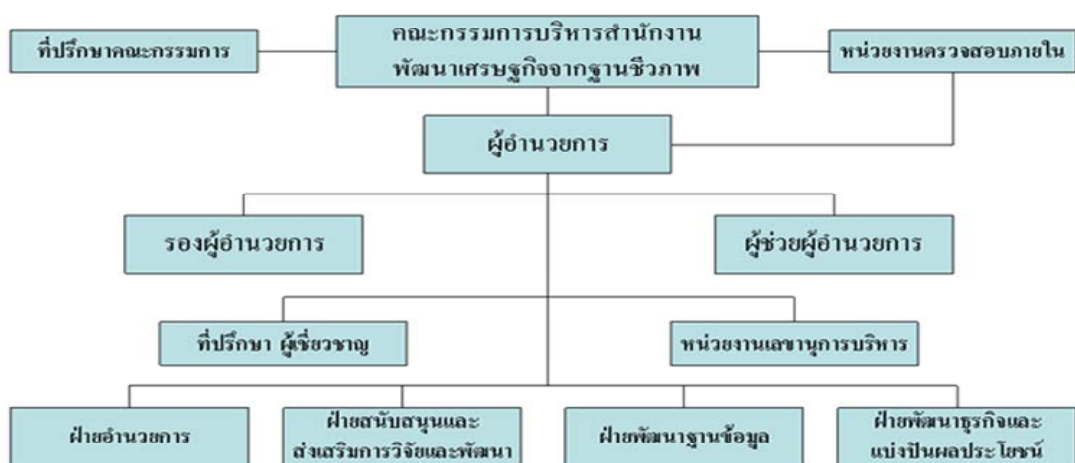 ที่ปรึกษาคณะกรรมการ
คณะกรรมการบริหารสำนักงาน
พัฒนาเศรษฐกิจจากฐานชีวภาพ
หน่วยงานตรวจสอบภายใน
ผู้อำนวยการ
รองผู้อำนวยการ
ผู้ช่วยผู้อำนวยการ
ที่ปรึกษา ผู้เชี่ยวชาญ
หน่วยงานเลขานุการบริหาร
ฝ่ายอำนวยการ
ฝ่ายสนับสนุนและ
ส่งเสริมการวิจัยและพัฒนา
ฝ่ายพัฒนาฐานข้อมูล
ฝ่ายพัฒนาธุรกิจและ
แบ่งปันผลประโยชน์